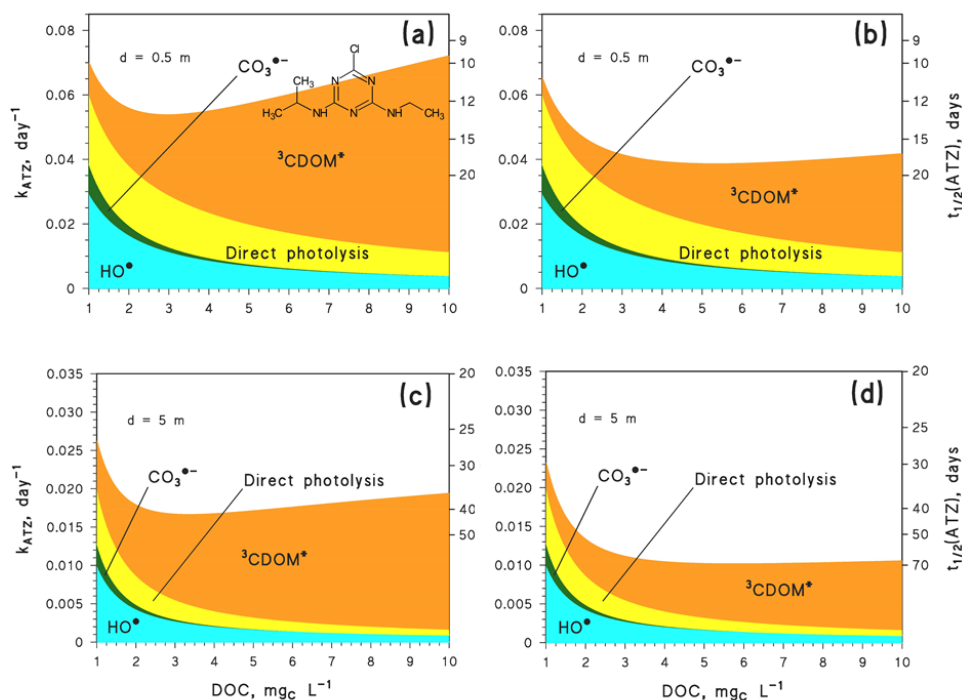 (a)
d = 0.5 m
CO₃•−
Cl
CH₃
N
N
H₃C
NH
N
NH
CH₃
³CDOM*
Direct photolysis
HO•
k_ATZ, day⁻¹
0.08
0.06
0.04
0.02
0
1 2 3 4 5 6 7 8 9 10
9
10
12
15
20
(b)
d = 0.5 m
CO₃•−
³CDOM*
Direct photolysis
HO•
0.08
0.06
0.04
0.02
0
1 2 3 4 5 6 7 8 9 10
9
10
12
15
20
t₁/₂(ATZ), days
(c)
d = 5 m
CO₃•−
Direct photolysis
³CDOM*
HO•
k_ATZ, day⁻¹
0.035
0.030
0.025
0.020
0.015
0.010
0.005
0
1 2 3 4 5 6 7 8 9 10
DOC, mg_C L⁻¹
20
25
30
40
50
(d)
d = 5 m
CO₃•−
Direct photolysis
³CDOM*
HO•
0.035
0.030
0.025
0.020
0.015
0.010
0.005
0
1 2 3 4 5 6 7 8 9 10
DOC, mg_C L⁻¹
20
25
30
40
50
70
t₁/₂(ATZ), days